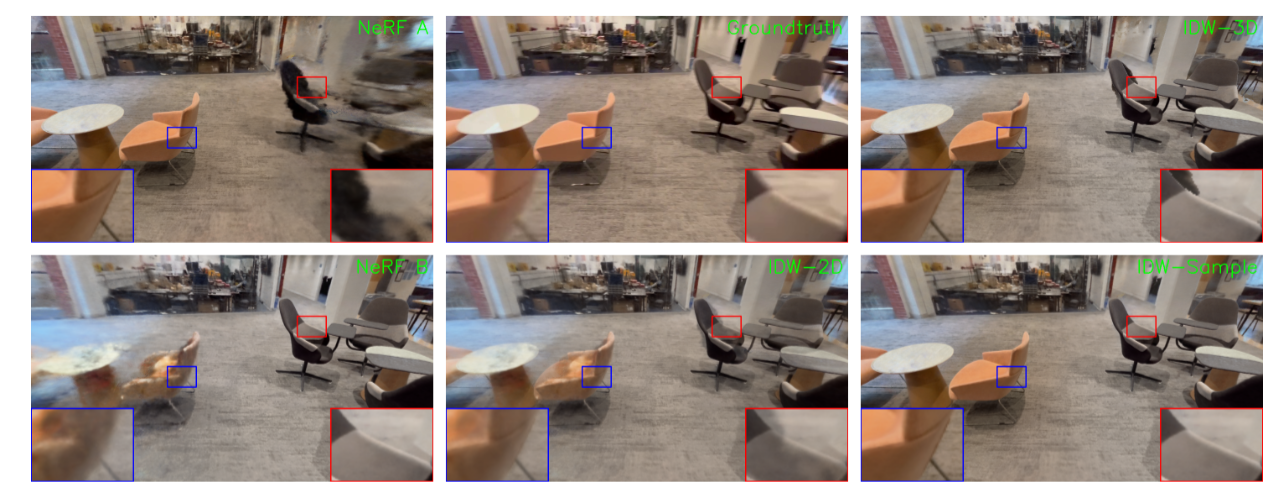 NeRF A
Groundtruth
IDW-3D
NeRF B
IDW-2D
IDW-Sample